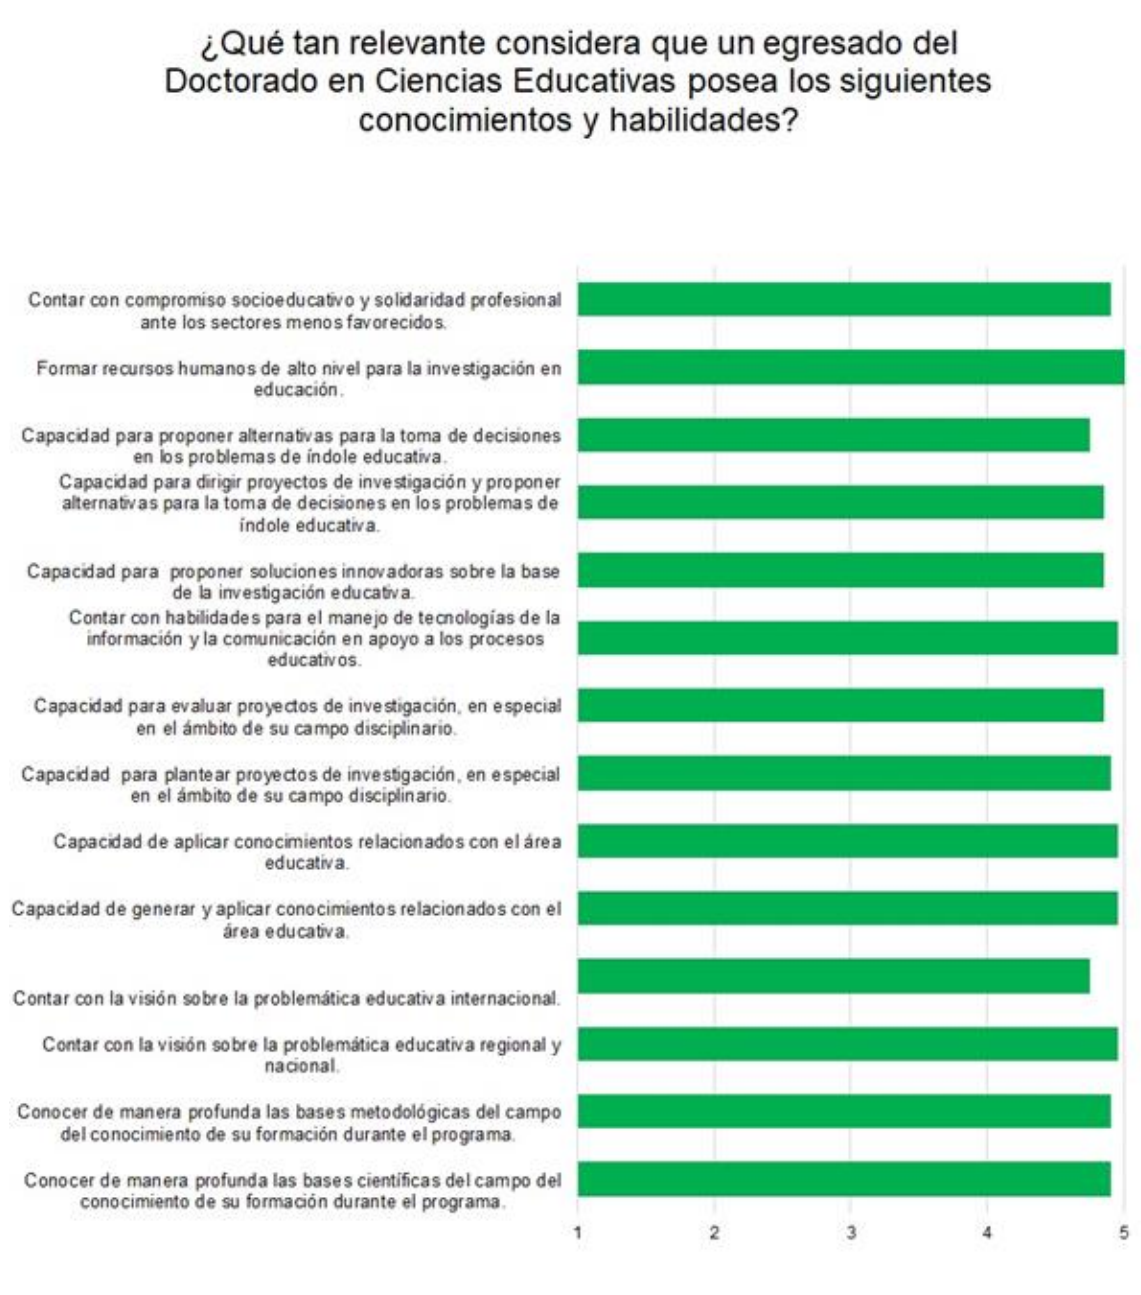 ¿Qué tan relevante considera que un egresado del
Doctorado en Ciencias Educativas posea los siguientes
conocimientos y habilidades?
Contar con compromiso socioeducativo y solidaridad profesional
ante los sectores menos favorecidos.
Formar recursos humanos de alto nivel para la investigación en
educación.
Capacidad para proponer alternativas para la toma de decisiones
en los problemas de índole educativa.
Capacidad para dirigir proyectos de investigación y proponer
alternativas para la toma de decisiones en los problemas de
índole educativa.
Capacidad para proponer soluciones innovadoras sobre la base
de la investigación educativa.
Contar con habilidades para el manejo de tecnologías de la
información y la comunicación en apoyo a los procesos
educativos.
Capacidad para evaluar proyectos de investigación, en especial
en el ámbito de su campo disciplinario.
Capacidad para plantear proyectos de investigación, en especial
en el ámbito de su campo disciplinario.
Capacidad de aplicar conocimientos relacionados con el área
educativa.
Capacidad de generar y aplicar conocimientos relacionados con el
área educativa.
Contar con la visión sobre la problemática educativa internacional.
Contar con la visión sobre la problemática educativa regional y
nacional.
Conocer de manera profunda las bases metodológicas del campo
del conocimiento de su formación durante el programa.
Conocer de manera profunda las bases científicas del campo del
conocimiento de su formación durante el programa.
1 2 3 4 5